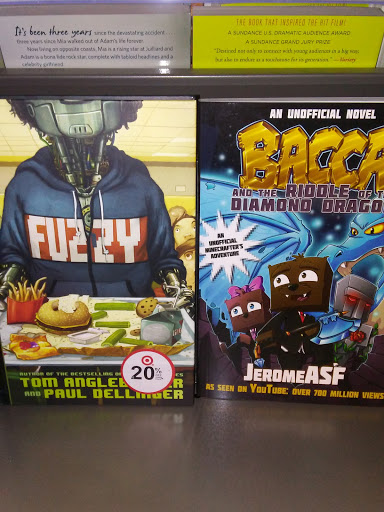 It's been three years since the devastating accident
three years since Mia walked out of Adam's life forever.
Now living on opposite coasts, Mia is a rising star at Juilliard and
Adam is a bona fide rock star, complete with tabloid headlines and a
celebrity girlfriend.
THE BOOK THAT INSPIRED THE HIT FILM!
A SUNDANCE U.S. DRAMATIC AUDIENCE AWARD
A SUNDANCE GRAND JURY PRIZE
"Destined not only to connect with young audiences in a big way,
but also to endure as a touchstone for its generation." —Variety
FUZZY
20%
AUTHOR OF THE BESTSELLING
TOM
AND PAUL
AN UNOFFICIAL NOVEL
BACCA
AND THE RIDDLE OF
DIAMOND
AN
UNOFFICIAL
MINECRAFTER'S
ADVENTURE
JEROMEASF
AS SEEN ON YOUTUBE: OVER 700 MILLION VIEWS